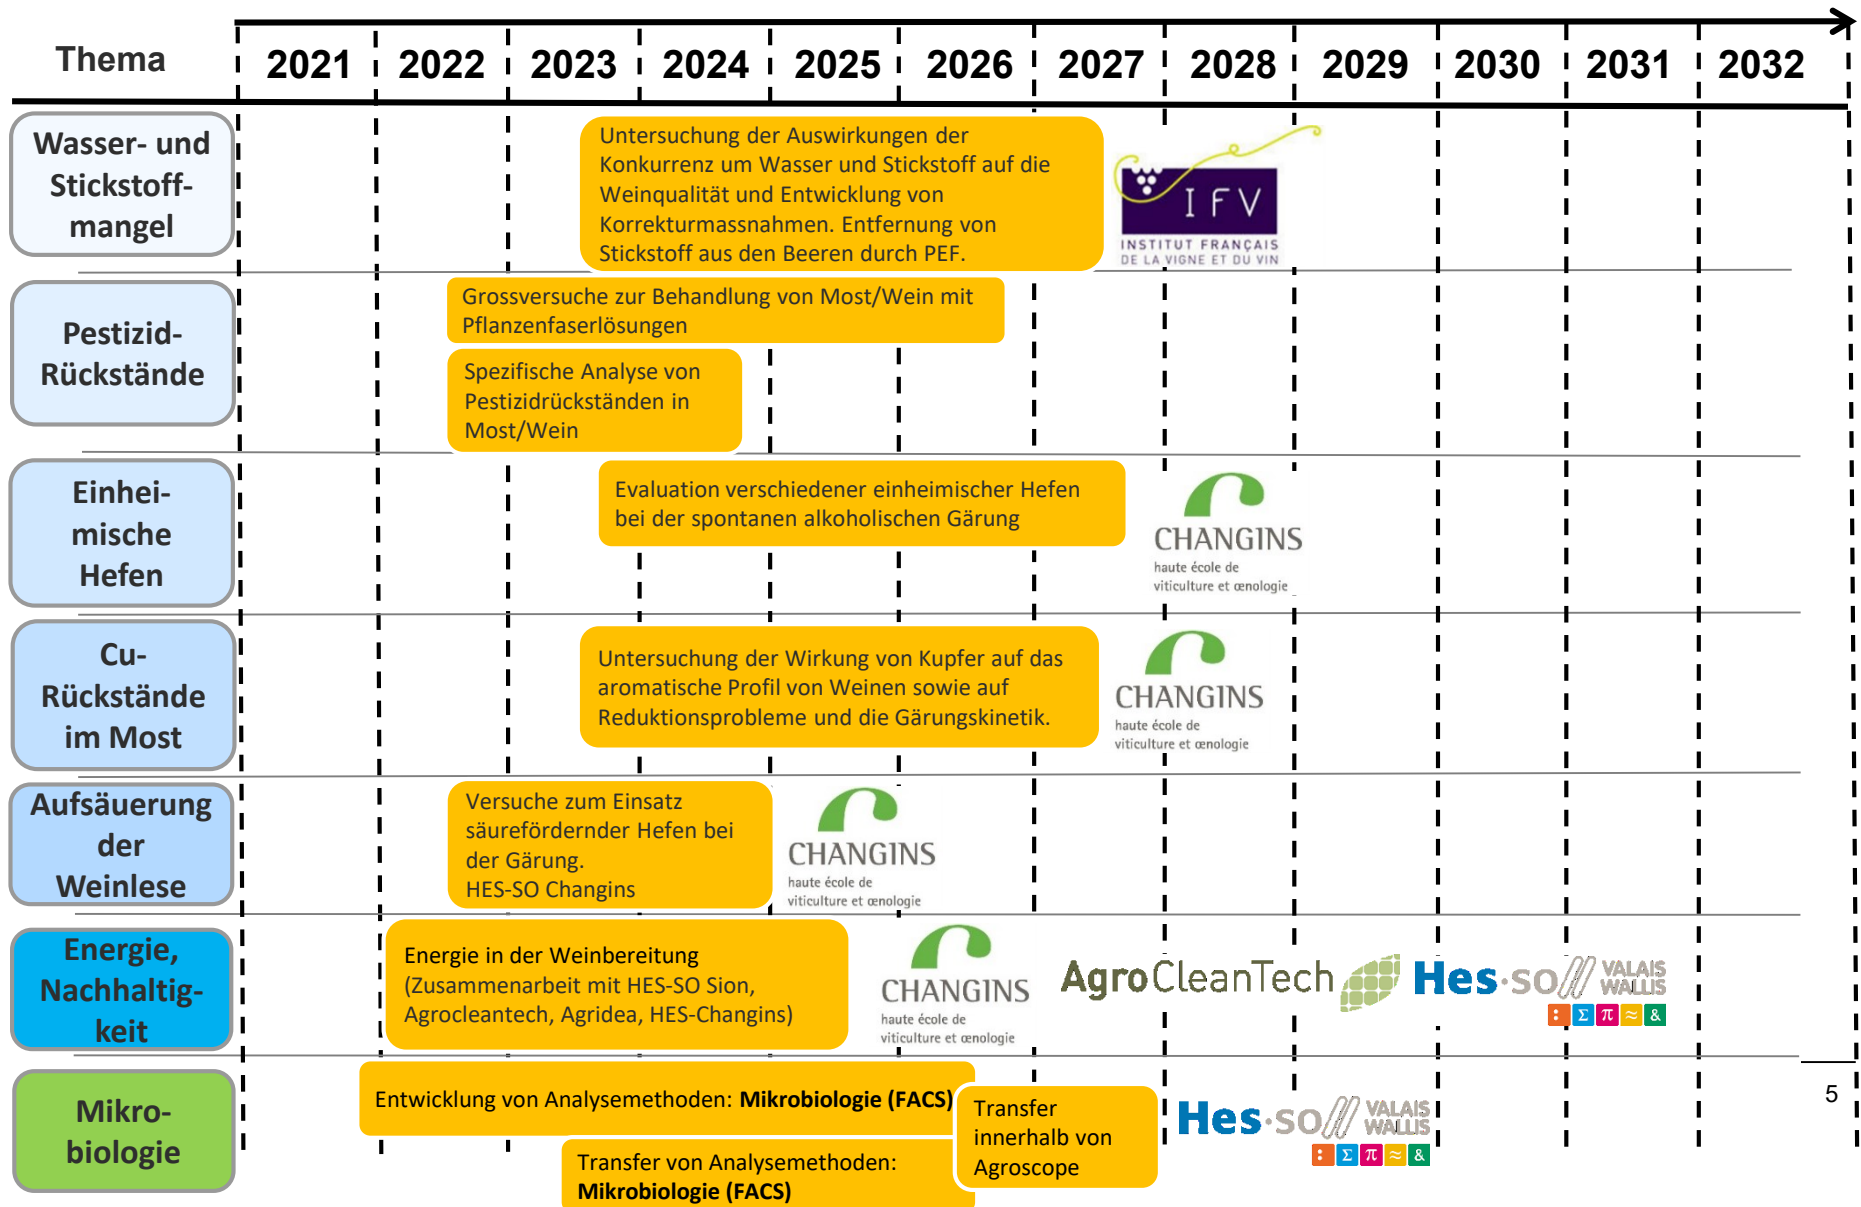 Thema
2021
2022
2023
2024
2025
2026
2027
2028
2029
2030
2031
2032
Wasser- und
Stickstoff-
mangel
Untersuchung der Auswirkungen der
Konkurrenz um Wasser und Stickstoff auf die
Weinqualität und Entwicklung von
Korrekturmassnahmen. Entfernung von
Stickstoff aus den Beeren durch PEF.
IFV
INSTITUT FRANÇAIS
DE LA VIGNE ET DU VIN
Pestizid-
Rückstände
Grossversuche zur Behandlung von Most/Wein mit
Pflanzenfaserlösungen
Spezifische Analyse von
Pestizidrückständen in
Most/Wein
Einhei-
mische
Hefen
Evaluation verschiedener einheimischer Hefen
bei der spontanen alkoholischen Gärung
CHANGINS
haute école de
viticulture et œnologie
Cu-
Rückstände
im Most
Untersuchung der Wirkung von Kupfer auf das
aromatische Profil von Weinen sowie auf
Reduktionsprobleme und die Gärungskinetik.
CHANGINS
haute école de
viticulture et œnologie
Aufsäuerung
der
Weinlese
Versuche zum Einsatz
säurefördernder Hefen bei
der Gärung.
HES-SO Changins
CHANGINS
haute école de
viticulture et œnologie
Energie,
Nachhaltig-
keit
Energie in der Weinbereitung
(Zusammenarbeit mit HES-SO Sion,
Agrocleantech, Agridea, HES-Changins)
CHANGINS
haute école de
viticulture et œnologie
AgroCleanTech
Hes·so VALAIS
WALLIS
: Σ π ≈ &
Mikro-
biologie
Entwicklung von Analysemethoden: Mikrobiologie (FACS)
Transfer von Analysemethoden:
Mikrobiologie (FACS)
Transfer
innerhalb von
Agroscope
Hes·so VALAIS
WALLIS
: Σ π ≈ &
5